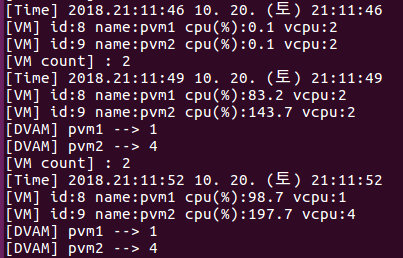 [Time] 2018.21:11:46 10. 20. (토) 21:11:46
[VM] id:8 name:pvm1 cpu(%):0.1 vcpu:2
[VM] id:9 name:pvm2 cpu(%):0.1 vcpu:2
[VM count] : 2
[Time] 2018.21:11:49 10. 20. (토) 21:11:49
[VM] id:8 name:pvm1 cpu(%):83.2 vcpu:2
[VM] id:9 name:pvm2 cpu(%):143.7 vcpu:2
[DVAM] pvm1 --> 1
[DVAM] pvm2 --> 4
[VM count] : 2
[Time] 2018.21:11:52 10. 20. (토) 21:11:52
[VM] id:8 name:pvm1 cpu(%):98.7 vcpu:1
[VM] id:9 name:pvm2 cpu(%):197.7 vcpu:4
[DVAM] pvm1 --> 1
[DVAM] pvm2 --> 4